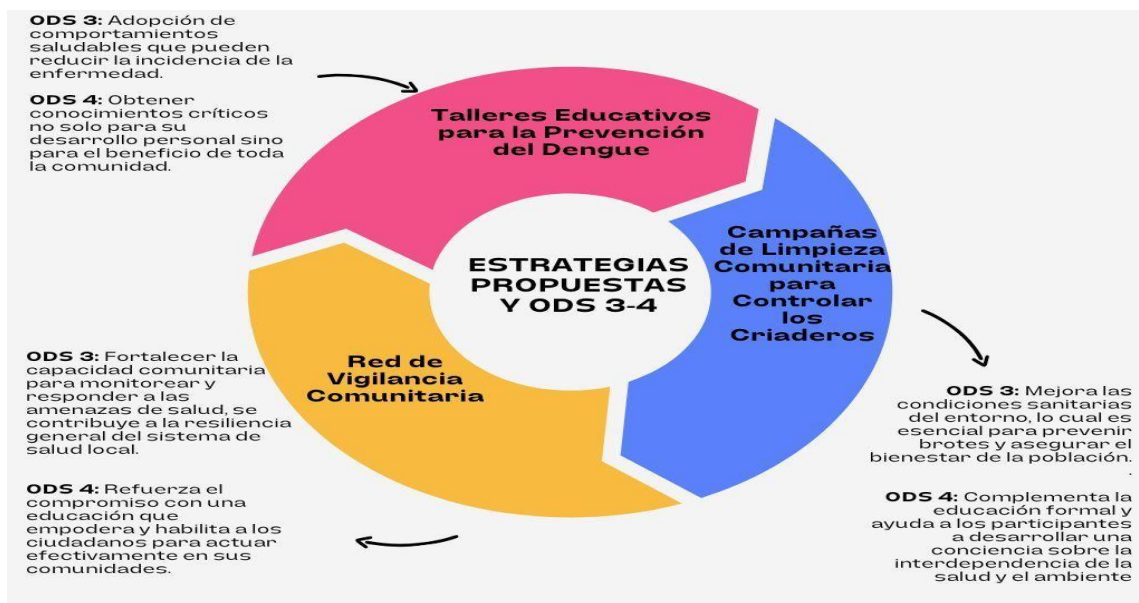 ODS 3: Adopción de
comportamientos
saludables que pueden
reducir la incidencia de la
enfermedad.
ODS 4: Obtener
conocimientos críticos
no solo para su
desarrollo personal sino
para el beneficio de toda
la comunidad.
Talleres Educativos
para la Prevención
del Dengue
Campañas
de Limpieza
Comunitaria
para
Controlar
los
Criaderos
ESTRATEGIAS
PROPUESTAS
Y ODS 3-4
Red de
Vigilancia
Comunitaria
ODS 3: Fortalecer la
capacidad comunitaria
para monitorear y
responder a las
amenazas de salud, se
contribuye a la resiliencia
general del sistema de
salud local.
ODS 4: Refuerza el
compromiso con una
educación que
empodera y habilita a los
ciudadanos para actuar
efectivamente en sus
comunidades.
ODS 3: Mejora las
condiciones sanitarias
del entorno, lo cual es
esencial para prevenir
brotes y asegurar el
bienestar de la población.
.
ODS 4: Complementa la
educación formal y
ayuda a los participantes
a desarrollar una
conciencia sobre la
interdependencia de la
salud y el ambiente